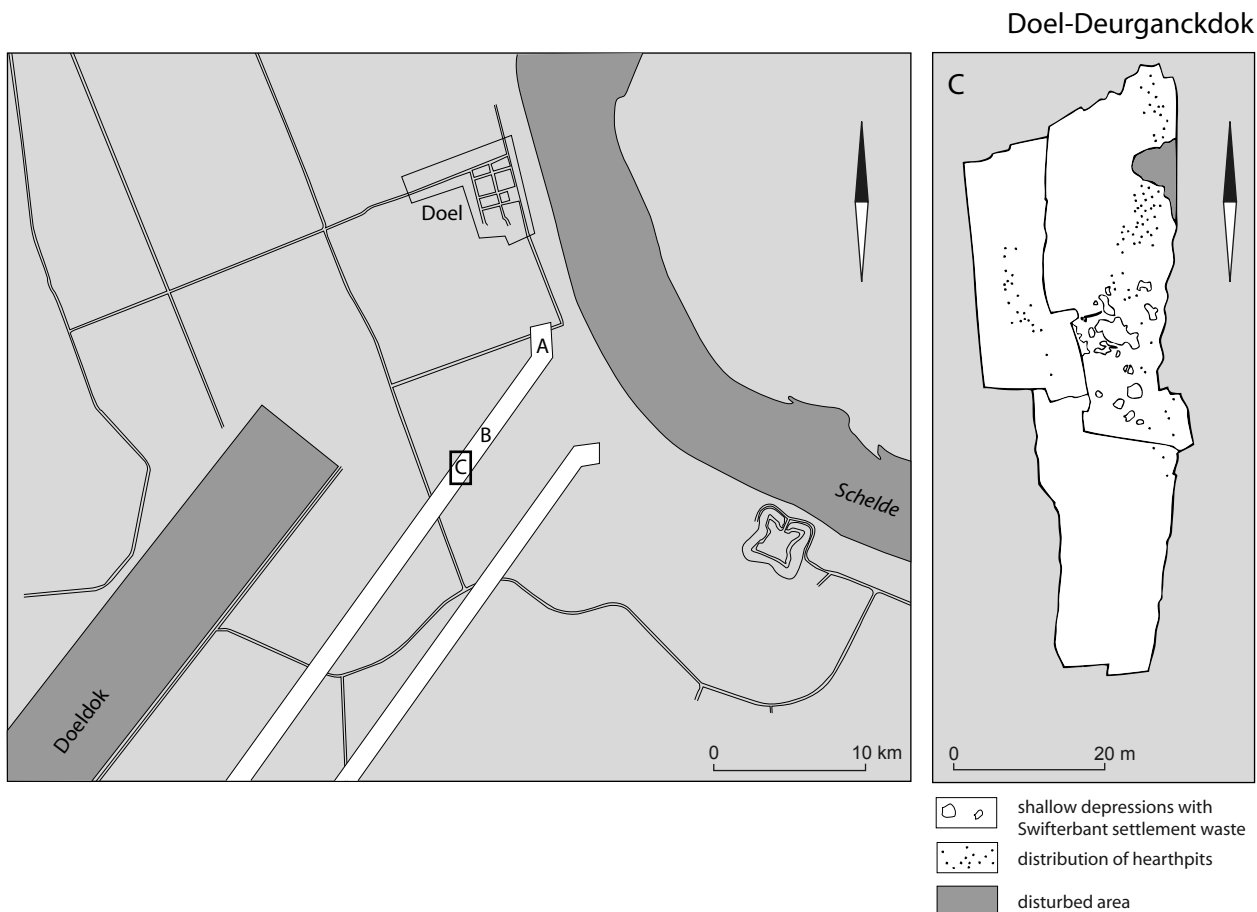 Doel-Deurganckdok
Doel
A
B
C
Schelde
Doeldok
0 10 km
C
0 20 m
shallow depressions with
Swifterbant settlement waste
distribution of hearthpits
disturbed area